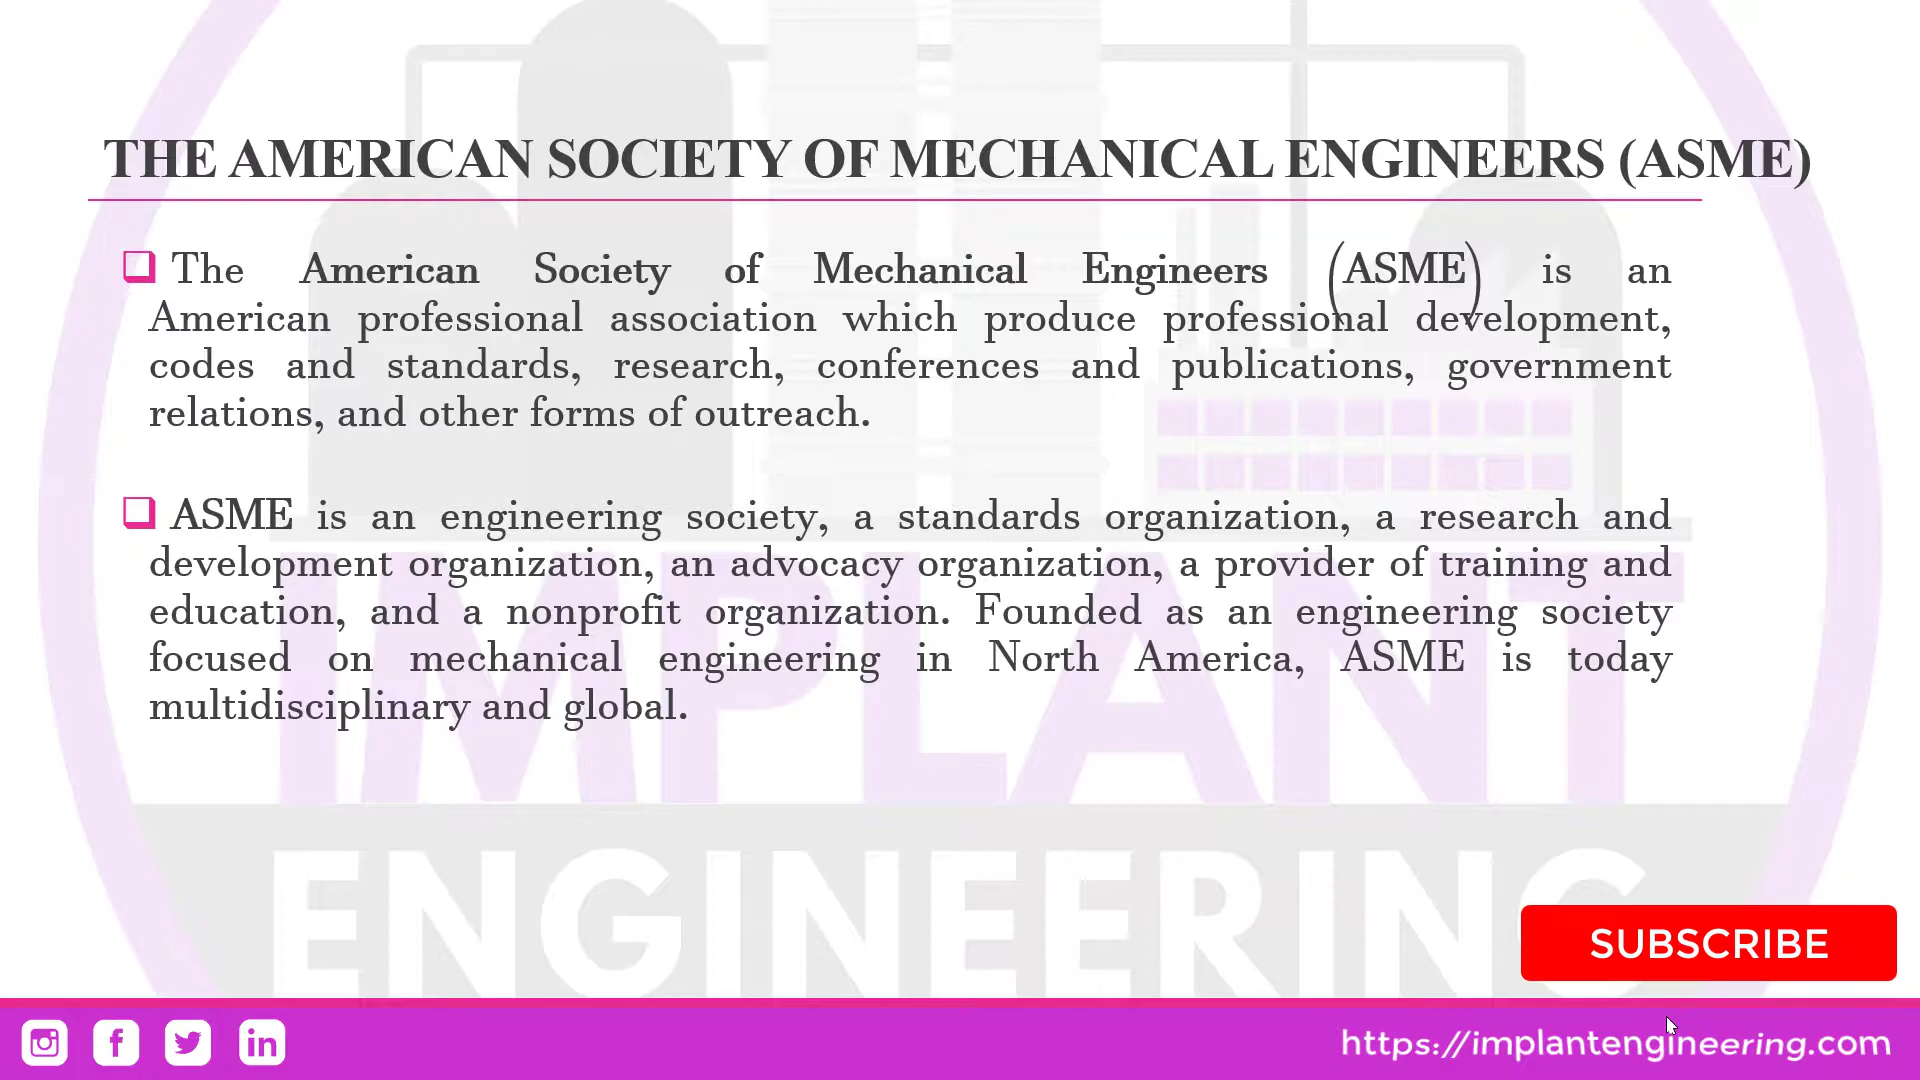 THE AMERICAN SOCIETY OF MECHANICAL ENGINEERS (ASME)
The American Society of Mechanical Engineers (ASME) is an
American professional association which produce professional development,
codes and standards, research, conferences and publications, government
relations, and other forms of outreach.
ASME is an engineering society, a standards organization, a research and
development organization, an advocacy organization, a provider of training and
education, and a nonprofit organization. Founded as an engineering society
focused on mechanical engineering in North America, ASME is today
multidisciplinary and global.
IMPLANT
ENGINEERING
SUBSCRIBE
https://implantengineering.com